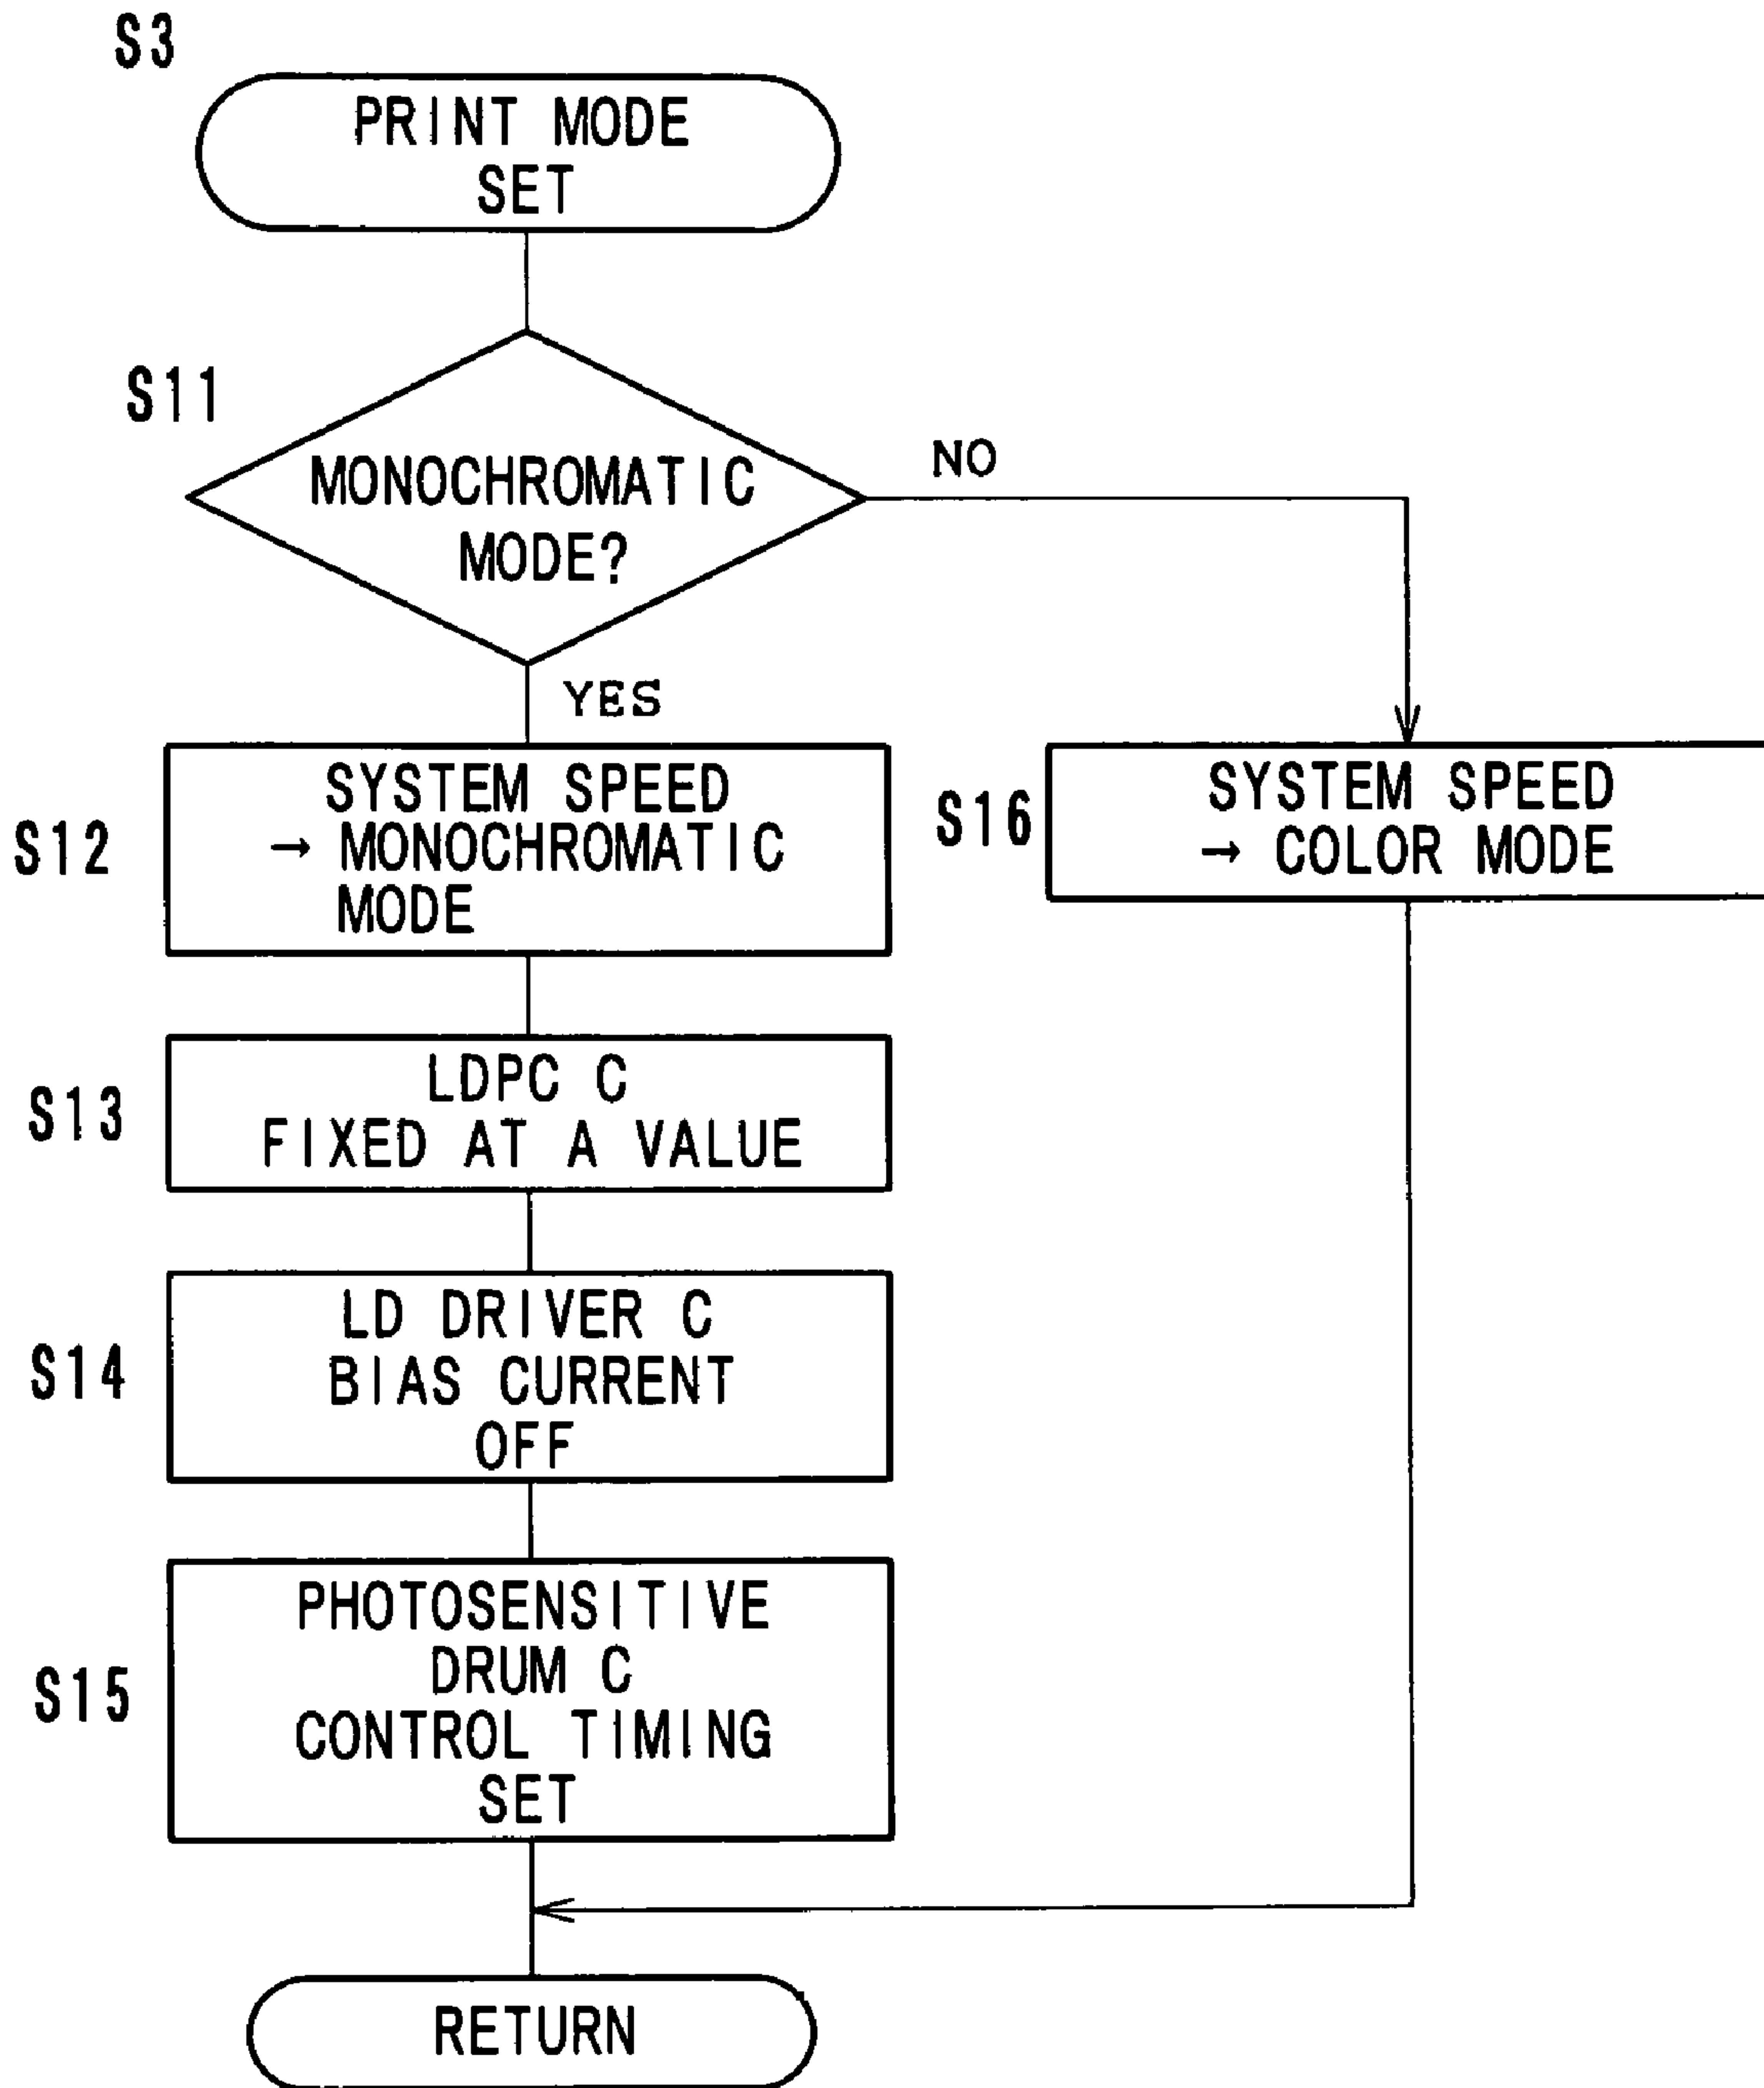 S3
PRINT MODE
SET
S11
MONOCHROMATIC
MODE?
NO
YES
S12
SYSTEM SPEED
→ MONOCHROMATIC
MODE
S16
SYSTEM SPEED
→ COLOR MODE
S13
LDPC C
FIXED AT A VALUE
S14
LD DRIVER C
BIAS CURRENT
OFF
S15
PHOTOSENSITIVE
DRUM C
CONTROL TIMING
SET
RETURN